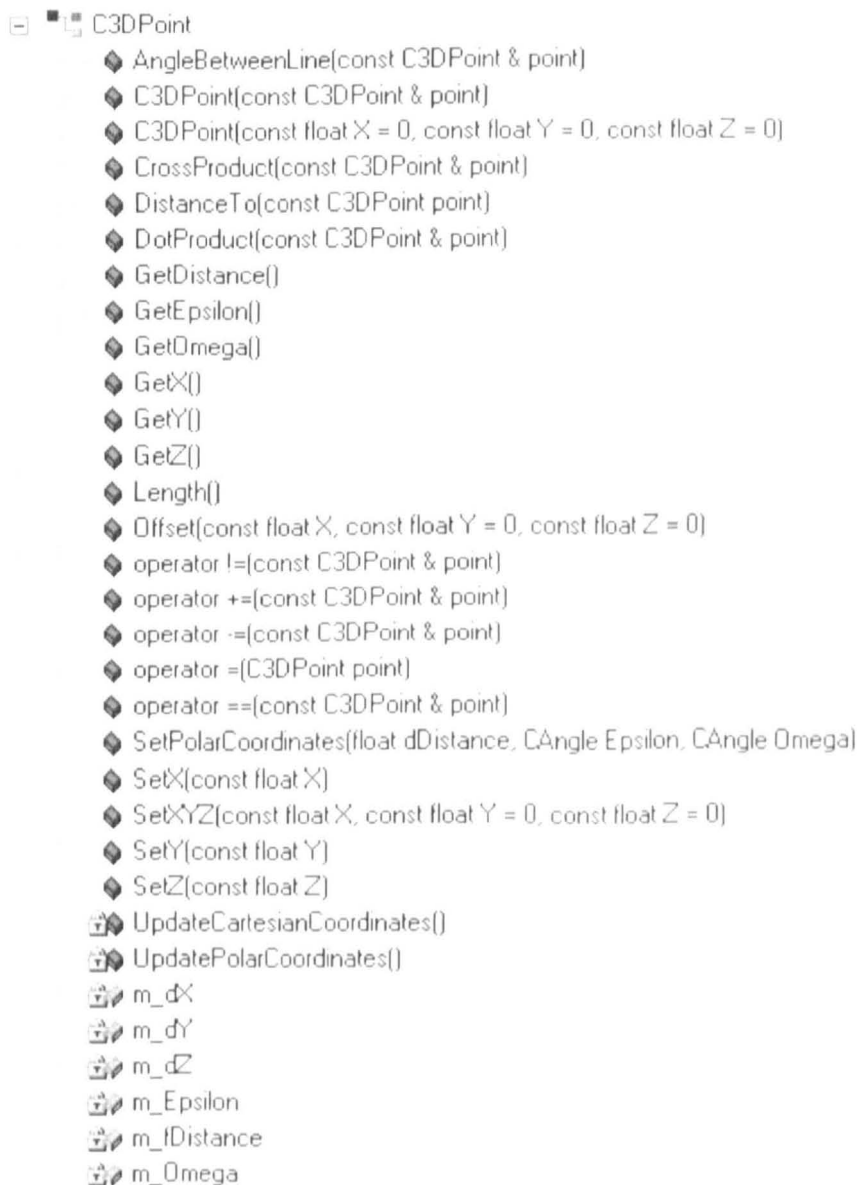 C3DPoint
AngleBetweenLine(const C3DPoint & point)
C3DPoint(const C3DPoint & point)
C3DPoint(const float X = 0, const float Y = 0, const float Z = 0)
CrossProduct(const C3DPoint & point)
DistanceTo(const C3DPoint point)
DotProduct(const C3DPoint & point)
GetDistance()
GetEpsilon()
GetOmega()
GetX()
GetY()
GetZ()
Length()
Offset(const float X, const float Y = 0, const float Z = 0)
operator !=(const C3DPoint & point)
operator +=(const C3DPoint & point)
operator -=(const C3DPoint & point)
operator =(C3DPoint point)
operator ==(const C3DPoint & point)
SetPolarCoordinates(float dDistance, CAngle Epsilon, CAngle Omega)
SetX(const float X)
SetXYZ(const float X, const float Y = 0, const float Z = 0)
SetY(const float Y)
SetZ(const float Z)
UpdateCartesianCoordinates()
UpdatePolarCoordinates()
m_dX
m_dY
m_dZ
m_Epsilon
m_fDistance
m_Omega